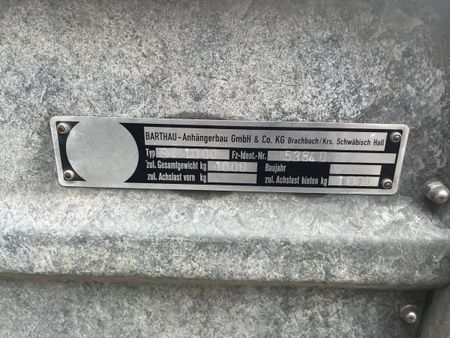 BARTHAU-Anhängerbau GmbH & Co. KG Brachbach/Krs. Schwäbisch Hall
Typ Fz-Ident.-Nr.
zul. Gesamtgewicht kg Baujahr
zul. Achslast vorn kg zul. Achslast hinten kg